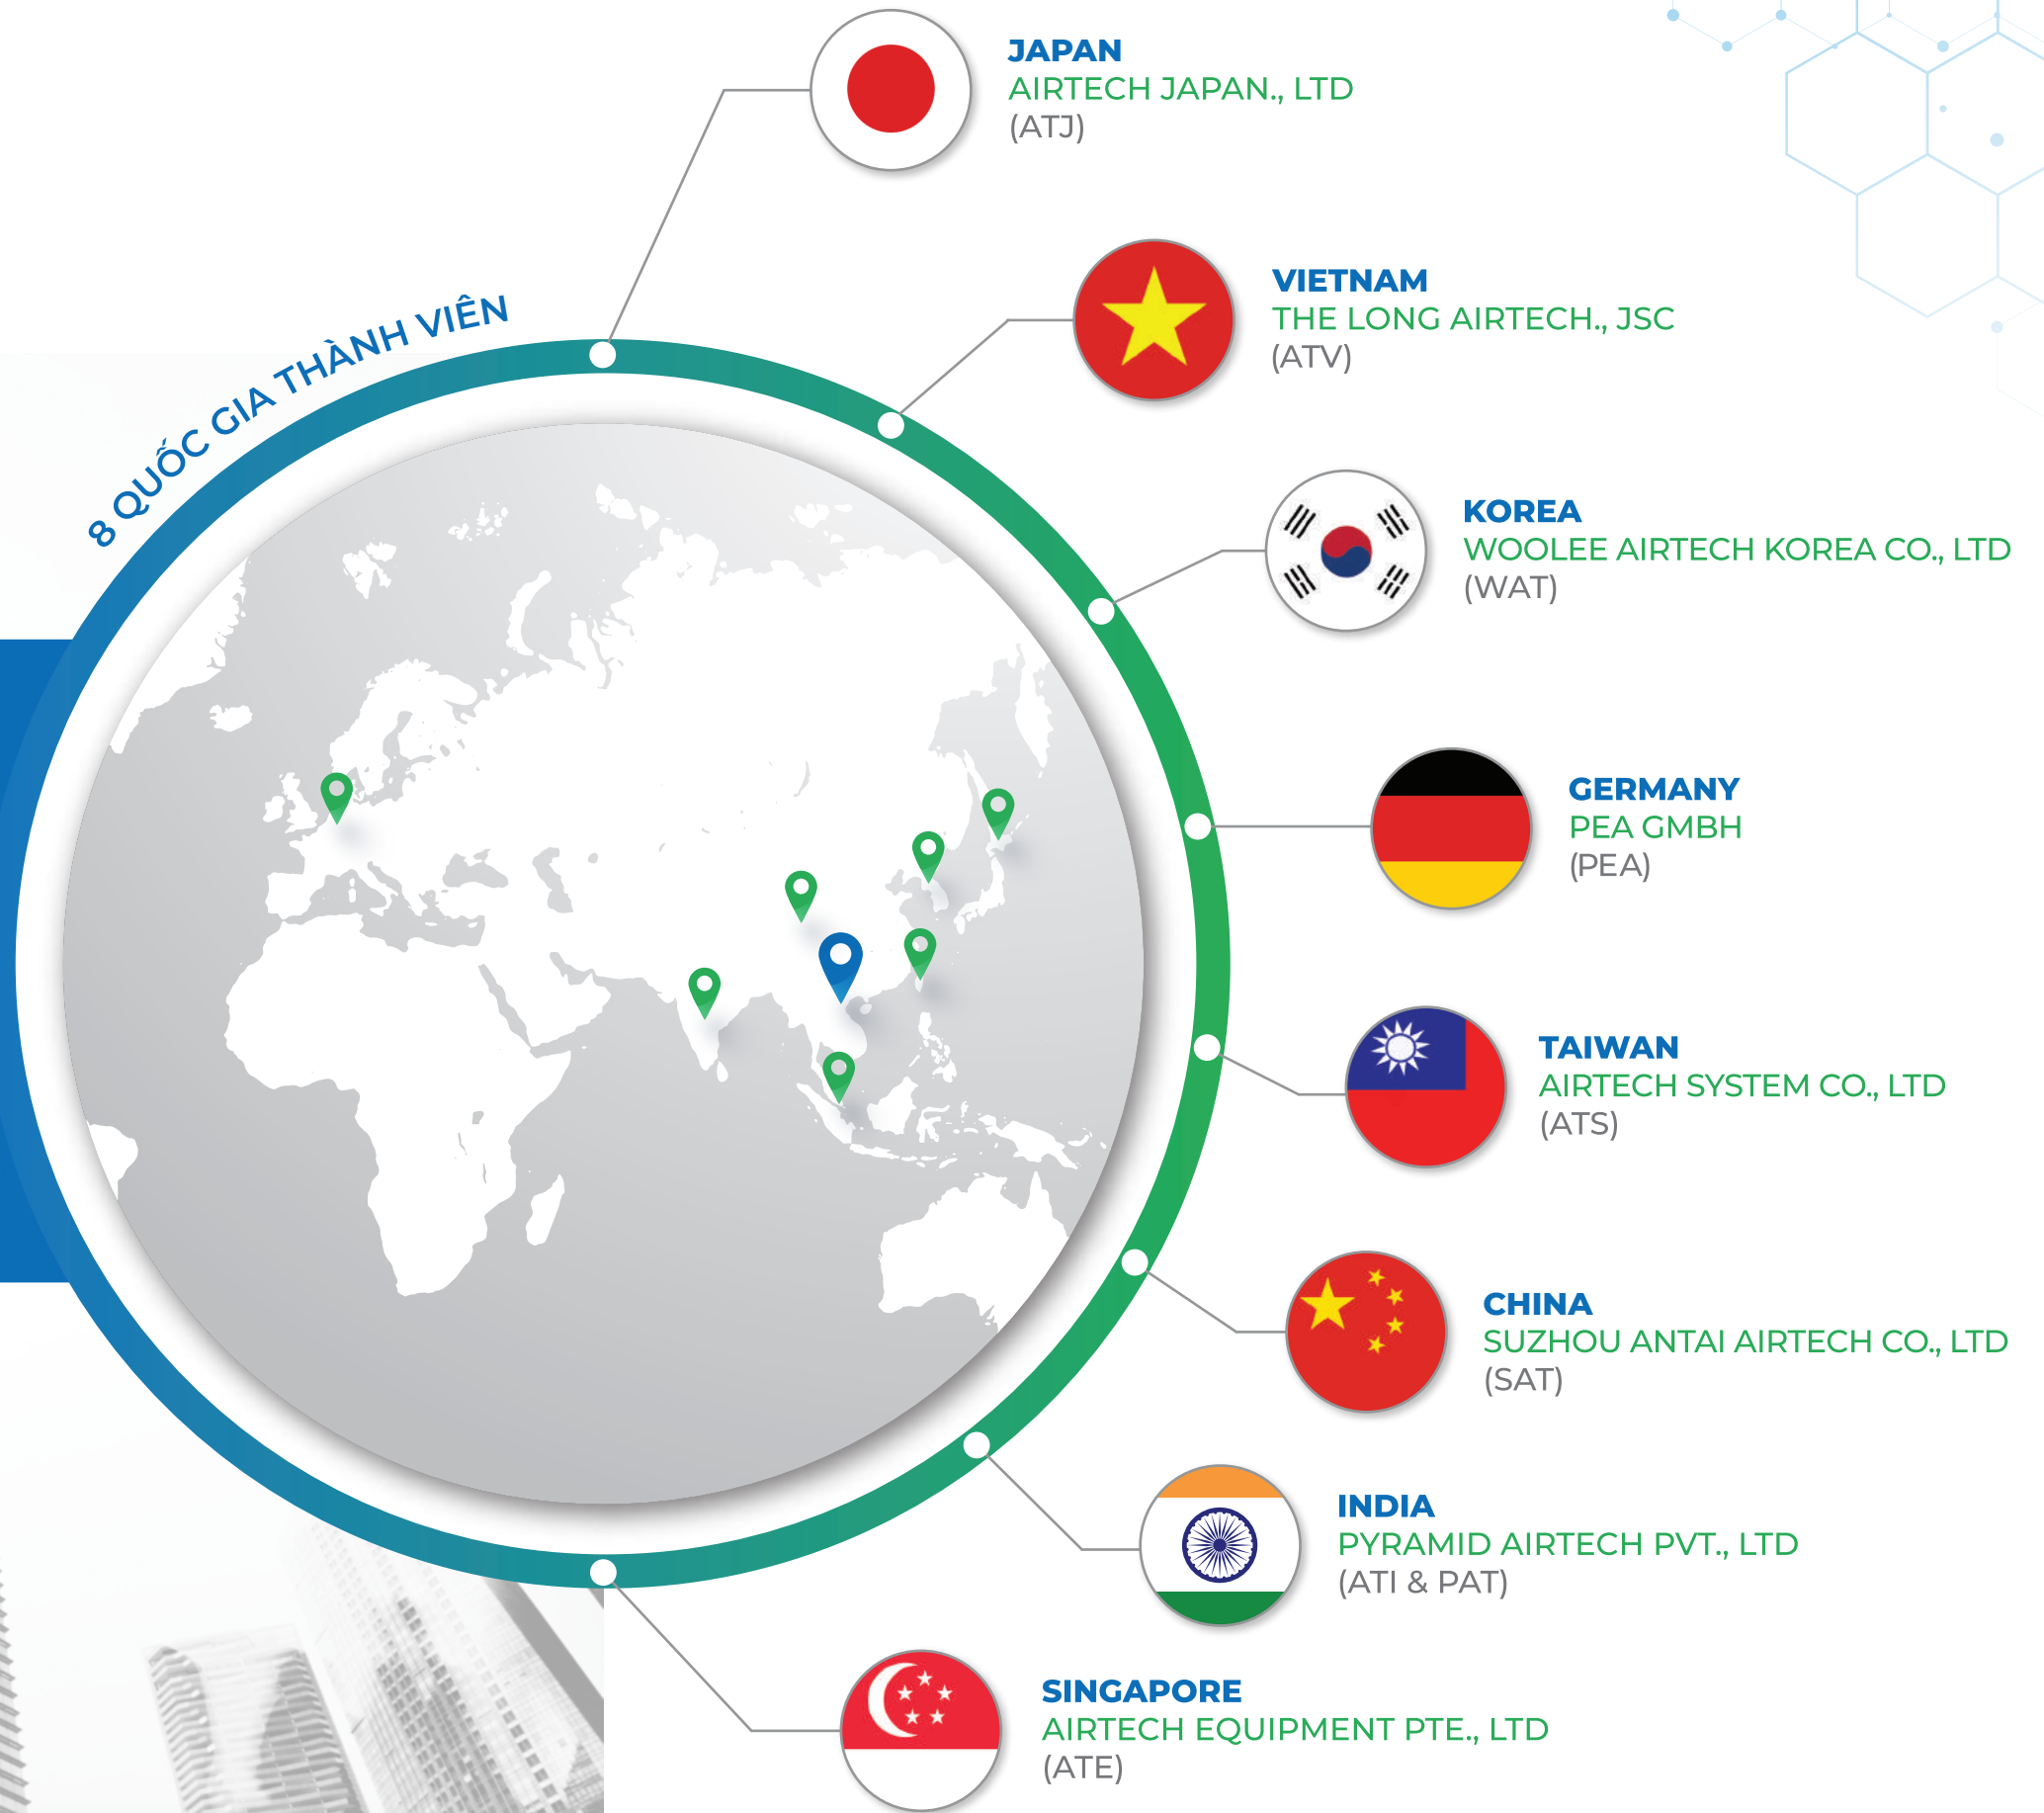 8 QUỐC GIA THÀNH VIÊN
JAPAN
AIRTECH JAPAN., LTD
(ATJ)
VIETNAM
THE LONG AIRTECH., JSC
(ATV)
KOREA
WOOLEE AIRTECH KOREA CO., LTD
(WAT)
GERMANY
PEA GMBH
(PEA)
TAIWAN
AIRTECH SYSTEM CO., LTD
(ATS)
CHINA
SUZHOU ANTAI AIRTECH CO., LTD
(SAT)
INDIA
PYRAMID AIRTECH PVT., LTD
(ATI & PAT)
SINGAPORE
AIRTECH EQUIPMENT PTE., LTD
(ATE)